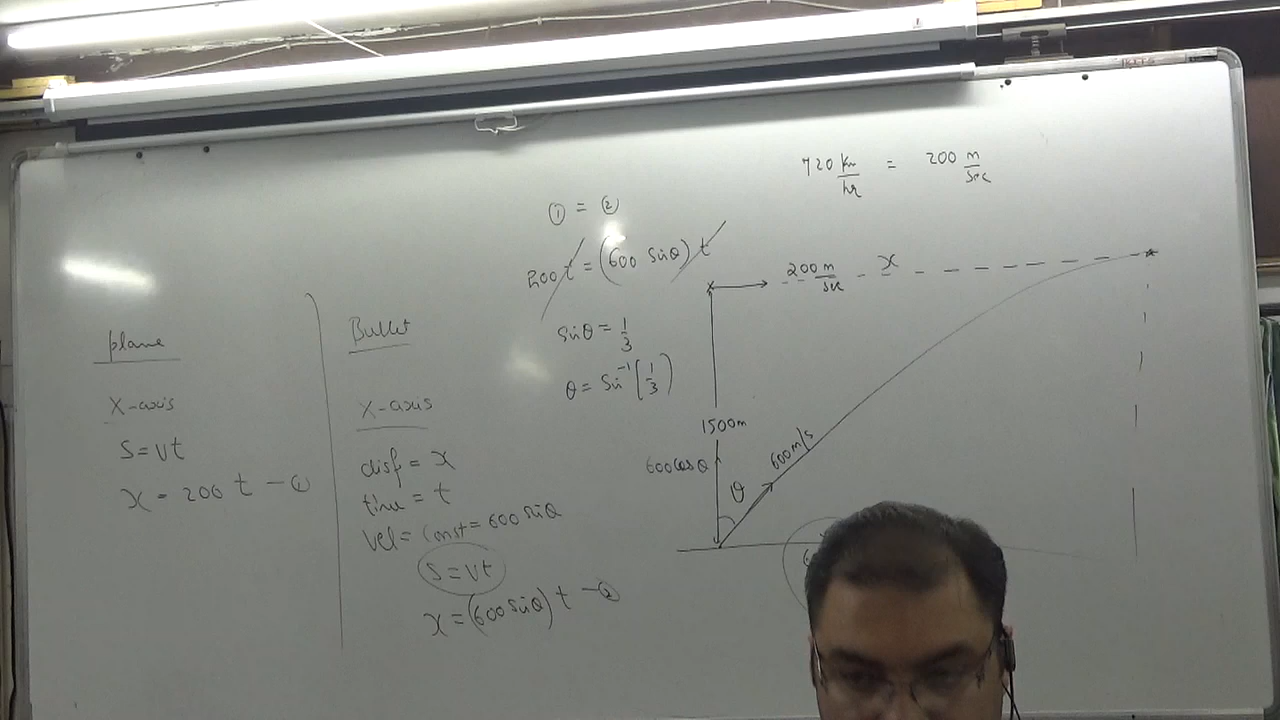 720 Km/hr = 200 m/sec
① = ②
200t = (600 sinθ) t
sinθ = 1/3
θ = Sin⁻¹(1/3)
plane
X-axis
S=vt
x = 200 t - ①
Bullet
X-axis
disp = x
time = t
vel = Const = 600 sinθ
S = vt
x = (600 sinθ) t - ②
200 m/sec
x
1500m
600cosθ
θ
600m/s